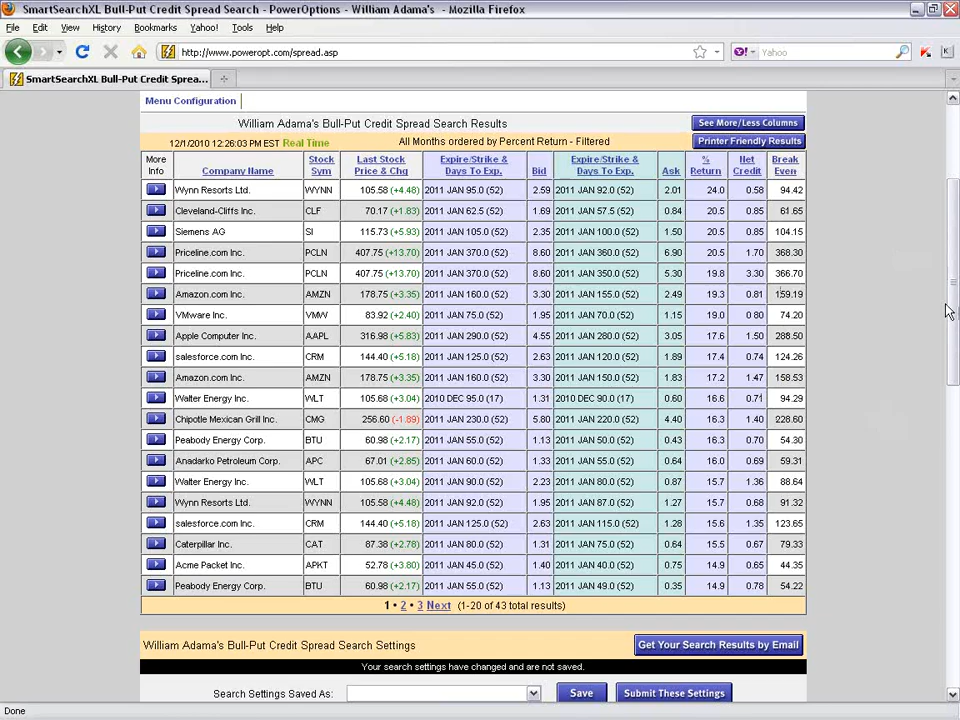 SmartSearchXL Bull-Put Credit Spread Search - PowerOptions - William Adama's - Mozilla Firefox
File Edit View History Bookmarks Yahoo! Tools Help
http://www.poweropt.com/spread.asp Yahoo
SmartSearchXL Bull-Put Credit Sprea...
Menu Configuration
William Adama's Bull-Put Credit Spread Search Results See More/Less Columns
12/1/2010 12:26:03 PM EST Real Time All Months ordered by Percent Return - Filtered Printer Friendly Results
More Info Company Name Stock Sym Last Stock Price & Chg Expire/Strike & Days To Exp. Bid Expire/Strike & Days To Exp. Ask % Return Net Credit Break Even
Wynn Resorts Ltd. WYNN 105.58 (+4.48) 2011 JAN 95.0 (52) 2.59 2011 JAN 92.0 (52) 2.01 24.0 0.58 94.42
Cleveland-Cliffs Inc. CLF 70.17 (+1.83) 2011 JAN 62.5 (52) 1.69 2011 JAN 57.5 (52) 0.84 20.5 0.85 61.65
Siemens AG SI 115.73 (+5.93) 2011 JAN 105.0 (52) 2.35 2011 JAN 100.0 (52) 1.50 20.5 0.85 104.15
Priceline.com Inc. PCLN 407.75 (+13.70) 2011 JAN 370.0 (52) 8.60 2011 JAN 360.0 (52) 6.90 20.5 1.70 368.30
Priceline.com Inc. PCLN 407.75 (+13.70) 2011 JAN 370.0 (52) 8.60 2011 JAN 350.0 (52) 5.30 19.8 3.30 366.70
Amazon.com Inc. AMZN 178.75 (+3.35) 2011 JAN 160.0 (52) 3.30 2011 JAN 155.0 (52) 2.49 19.3 0.81 159.19
VMware Inc. VMW 83.92 (+2.40) 2011 JAN 75.0 (52) 1.95 2011 JAN 70.0 (52) 1.15 19.0 0.80 74.20
Apple Computer Inc. AAPL 316.98 (+5.83) 2011 JAN 290.0 (52) 4.55 2011 JAN 280.0 (52) 3.05 17.6 1.50 288.50
salesforce.com Inc. CRM 144.40 (+5.18) 2011 JAN 125.0 (52) 2.63 2011 JAN 120.0 (52) 1.89 17.4 0.74 124.26
Amazon.com Inc. AMZN 178.75 (+3.35) 2011 JAN 160.0 (52) 3.30 2011 JAN 150.0 (52) 1.83 17.2 1.47 158.53
Walter Energy Inc. WLT 105.68 (+3.04) 2010 DEC 95.0 (17) 1.31 2010 DEC 90.0 (17) 0.60 16.6 0.71 94.29
Chipotle Mexican Grill Inc. CMG 256.60 (-1.89) 2011 JAN 230.0 (52) 5.80 2011 JAN 220.0 (52) 4.40 16.3 1.40 228.60
Peabody Energy Corp. BTU 60.98 (+2.17) 2011 JAN 55.0 (52) 1.13 2011 JAN 50.0 (52) 0.43 16.3 0.70 54.30
Anadarko Petroleum Corp. APC 67.01 (+2.85) 2011 JAN 60.0 (52) 1.33 2011 JAN 55.0 (52) 0.64 16.0 0.69 59.31
Walter Energy Inc. WLT 105.68 (+3.04) 2011 JAN 90.0 (52) 2.23 2011 JAN 80.0 (52) 0.87 15.7 1.36 88.64
Wynn Resorts Ltd. WYNN 105.58 (+4.48) 2011 JAN 92.0 (52) 1.95 2011 JAN 87.0 (52) 1.27 15.7 0.68 91.32
salesforce.com Inc. CRM 144.40 (+5.18) 2011 JAN 125.0 (52) 2.63 2011 JAN 115.0 (52) 1.28 15.6 1.35 123.65
Caterpillar Inc. CAT 87.38 (+2.78) 2011 JAN 80.0 (52) 1.31 2011 JAN 75.0 (52) 0.64 15.5 0.67 79.33
Acme Packet Inc. APKT 52.78 (+3.80) 2011 JAN 45.0 (52) 1.40 2011 JAN 40.0 (52) 0.75 14.9 0.65 44.35
Peabody Energy Corp. BTU 60.98 (+2.17) 2011 JAN 55.0 (52) 1.13 2011 JAN 49.0 (52) 0.35 14.9 0.78 54.22
1 • 2 • 3 Next (1-20 of 43 total results)
William Adama's Bull-Put Credit Spread Search Settings Get Your Search Results by Email
Your search settings have changed and are not saved.
Search Settings Saved As: Save Submit These Settings
Done